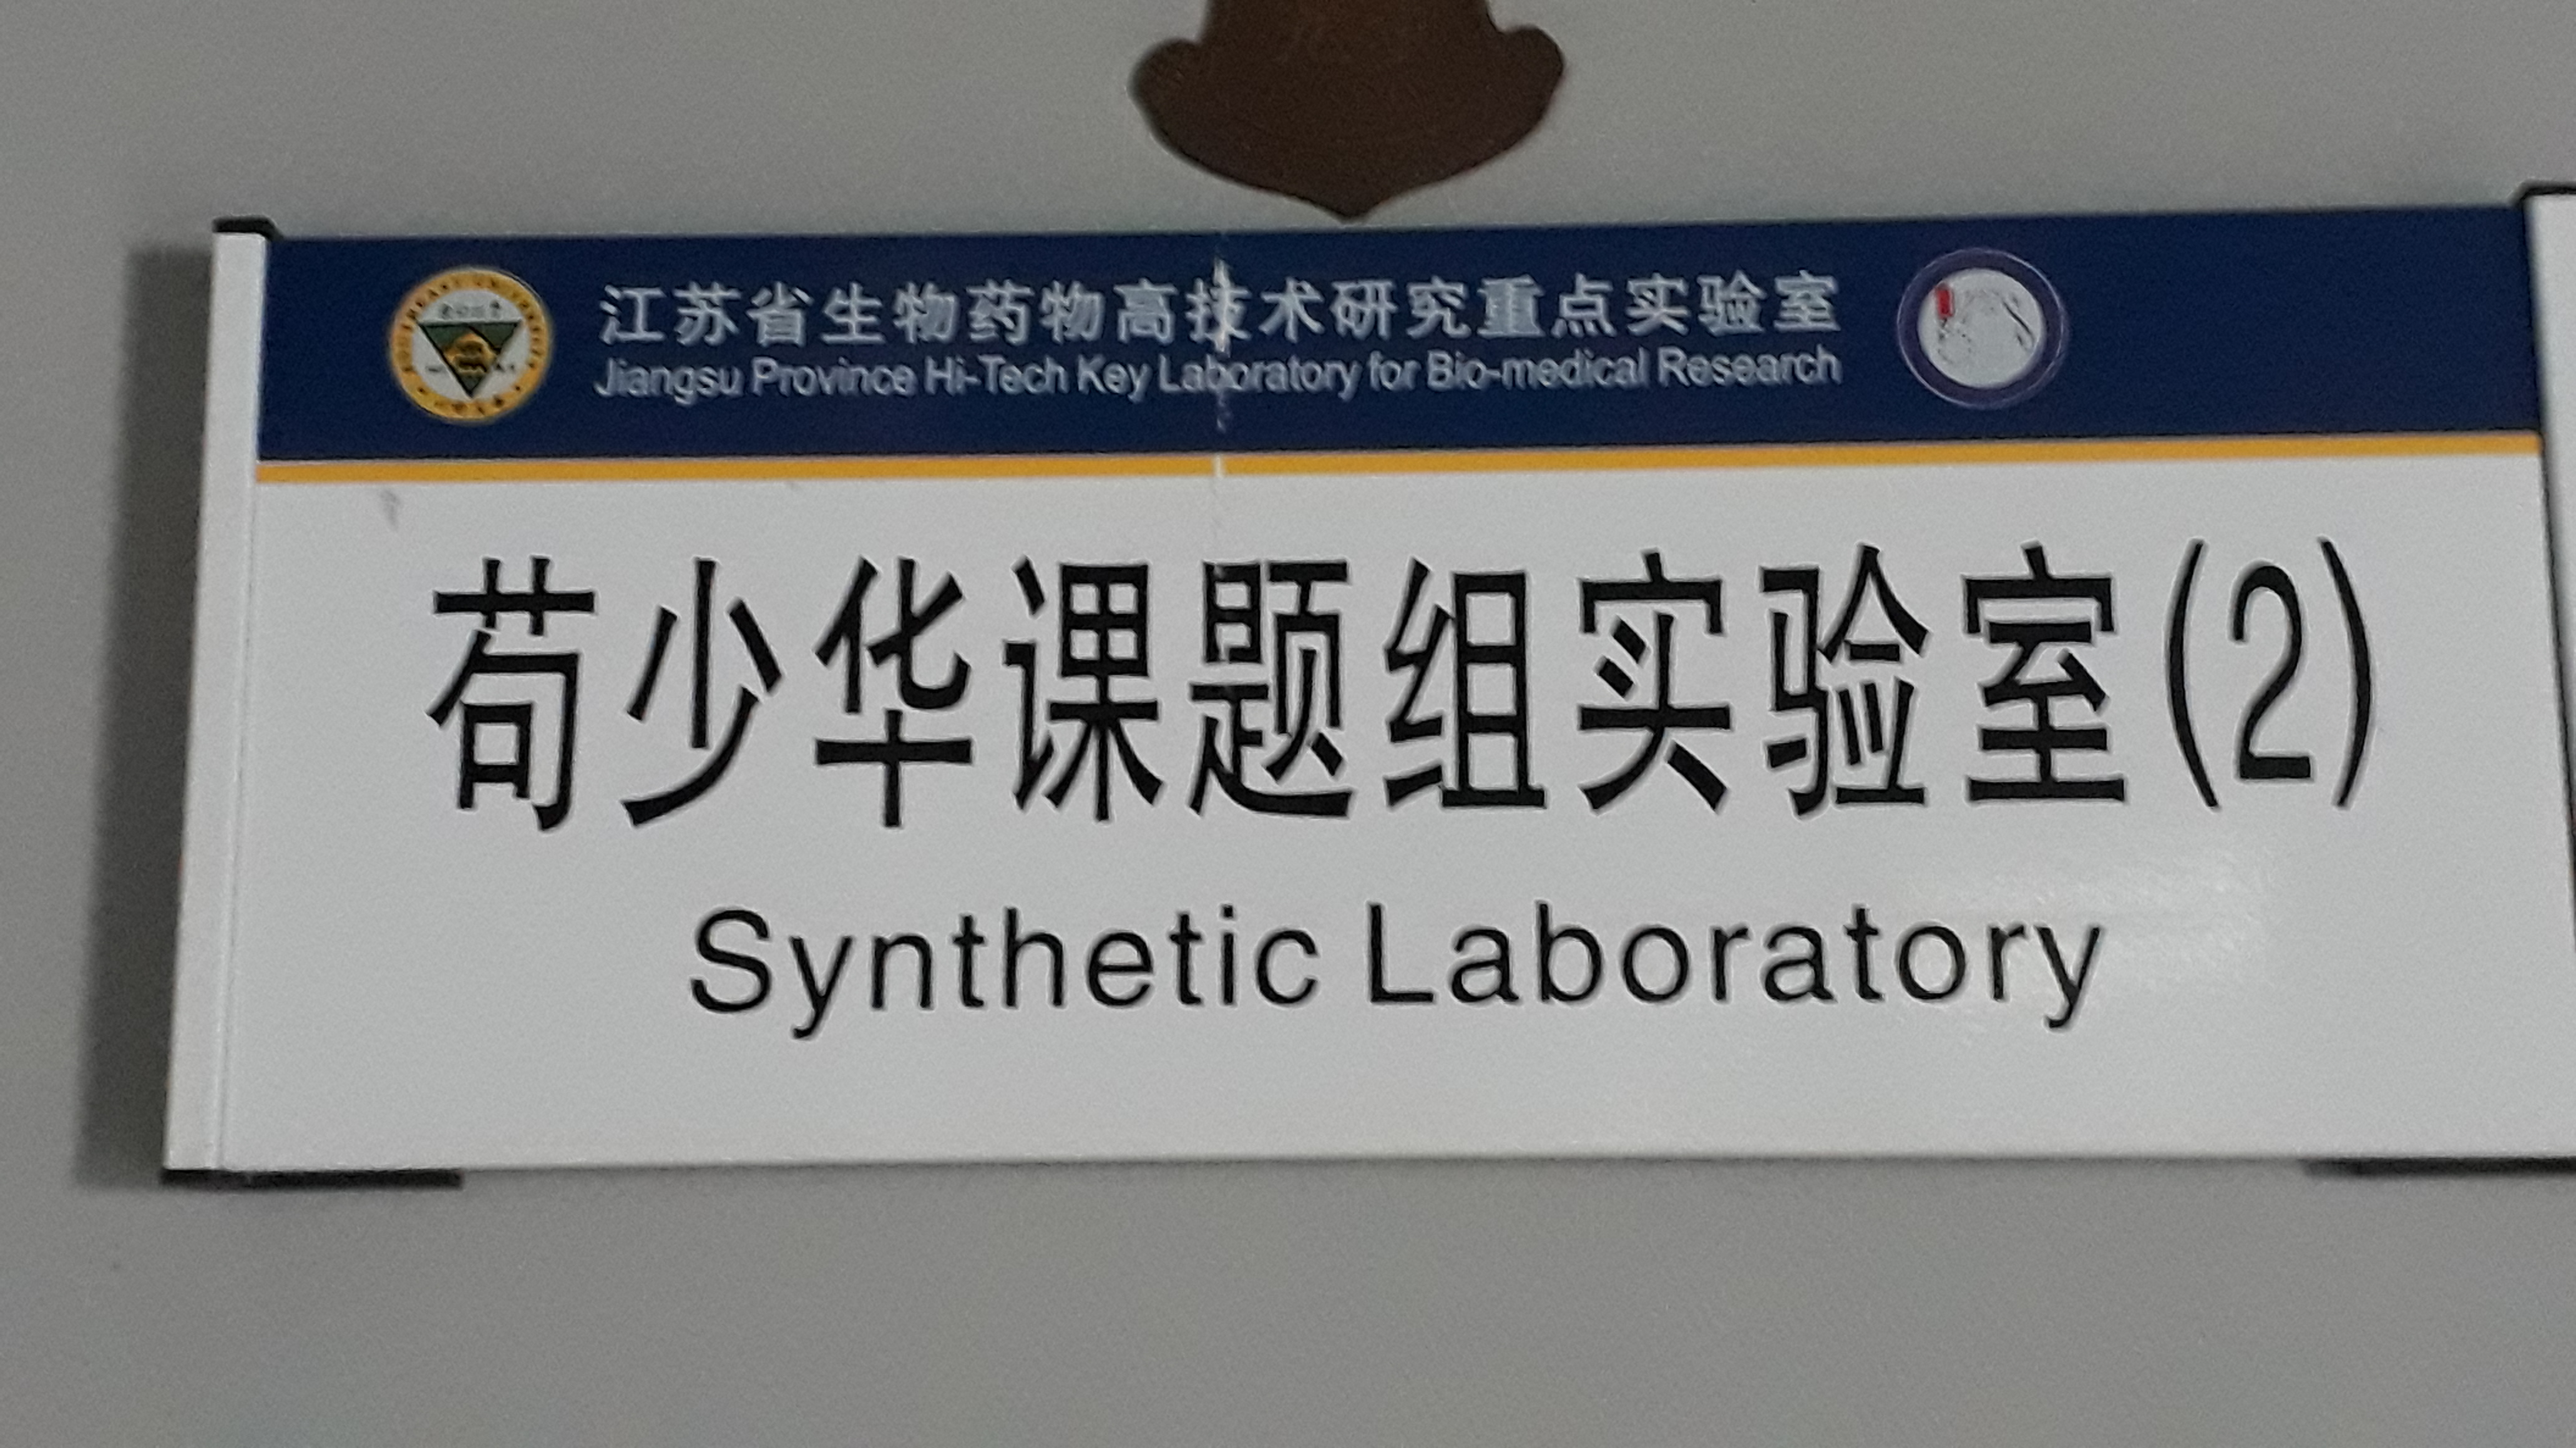 江苏省生物药物高技术研究重点实验室
Jiangsu Province Hi-Tech Key Laboratory for Bio-medical Research
苟少华课题组实验室(2)
Synthetic Laboratory